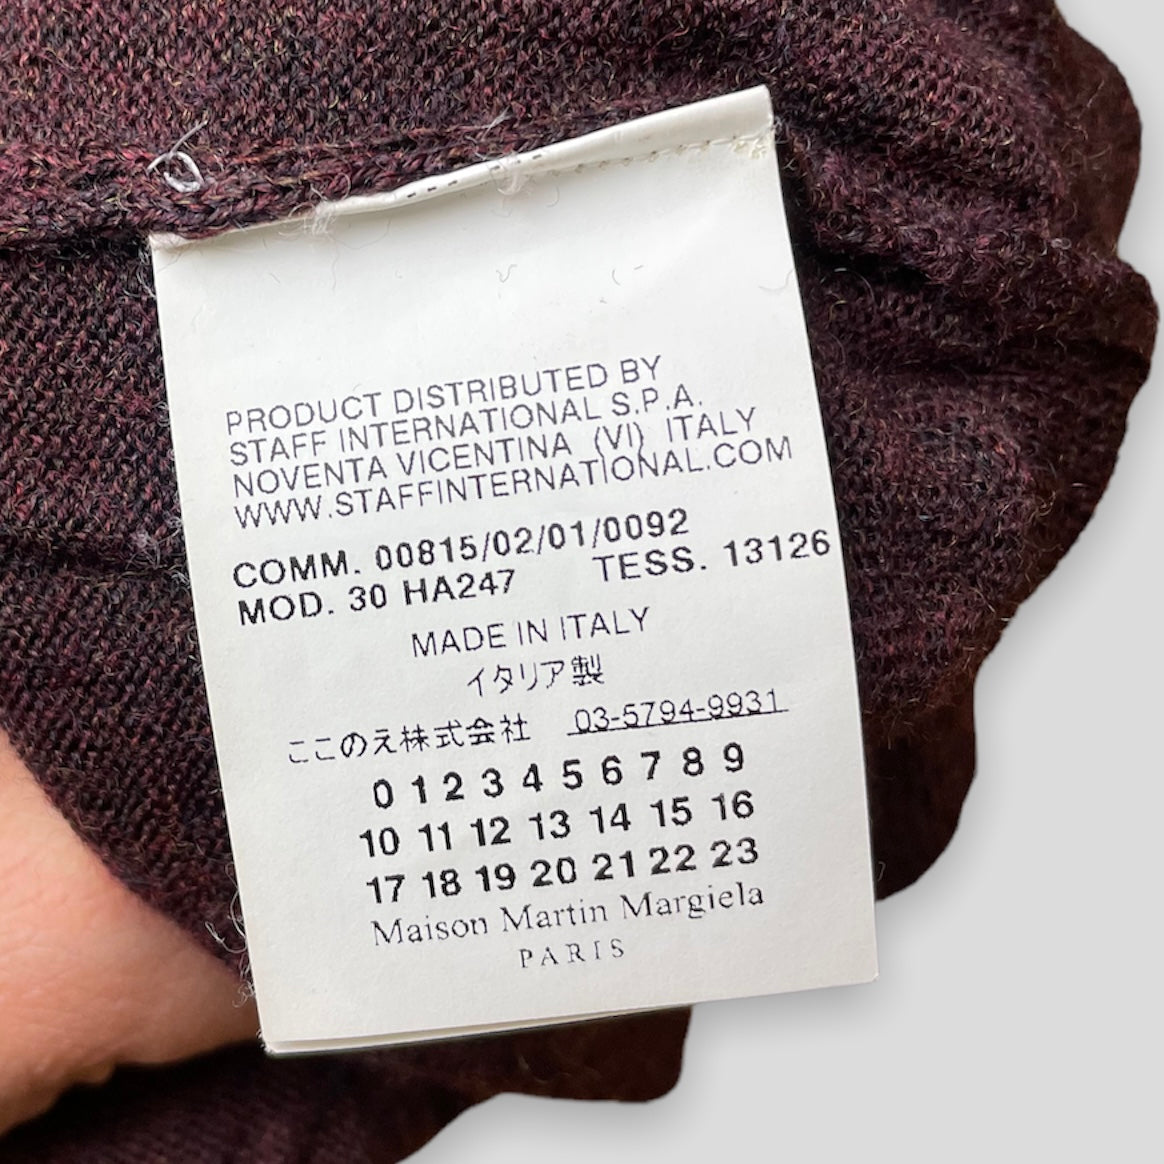 PRODUCT DISTRIBUTED BY
STAFF INTERNATIONAL S.P.A.
NOVENTA VICENTINA (VI) ITALY
WWW.STAFFINTERNATIONAL.COM
COMM. 00815/02/01/0092
MOD. 30 HA247 TESS. 13126
MADE IN ITALY
イタリア製
ここのえ株式会社 03-5794-9931
0 1 2 3 4 5 6 7 8 9
10 11 12 13 14 15 16
17 18 19 20 21 22 23
Maison Martin Margiela
PARIS